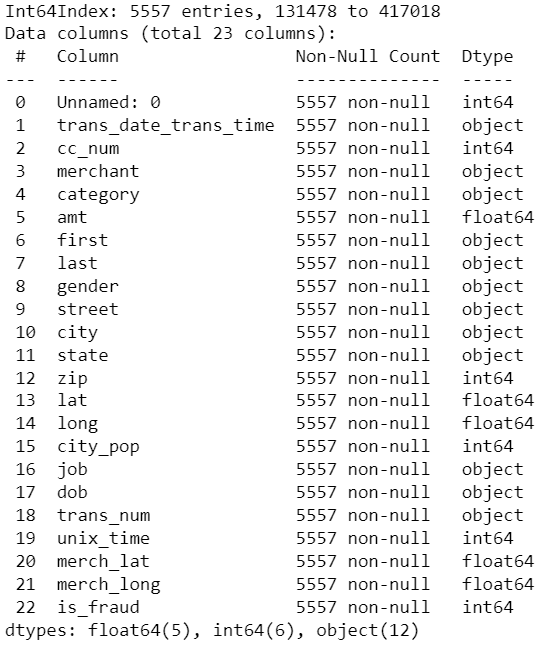 Int64Index: 5557 entries, 131478 to 417018
Data columns (total 23 columns):
 #   Column                 Non-Null Count  Dtype
---  ------                 --------------  -----
 0   Unnamed: 0             5557 non-null   int64
 1   trans_date_trans_time  5557 non-null   object
 2   cc_num                 5557 non-null   int64
 3   merchant               5557 non-null   object
 4   category               5557 non-null   object
 5   amt                    5557 non-null   float64
 6   first                  5557 non-null   object
 7   last                   5557 non-null   object
 8   gender                 5557 non-null   object
 9   street                 5557 non-null   object
 10  city                   5557 non-null   object
 11  state                  5557 non-null   object
 12  zip                    5557 non-null   int64
 13  lat                    5557 non-null   float64
 14  long                   5557 non-null   float64
 15  city_pop               5557 non-null   int64
 16  job                    5557 non-null   object
 17  dob                    5557 non-null   object
 18  trans_num              5557 non-null   object
 19  unix_time              5557 non-null   int64
 20  merch_lat              5557 non-null   float64
 21  merch_long             5557 non-null   float64
 22  is_fraud               5557 non-null   int64
dtypes: float64(5), int64(6), object(12)